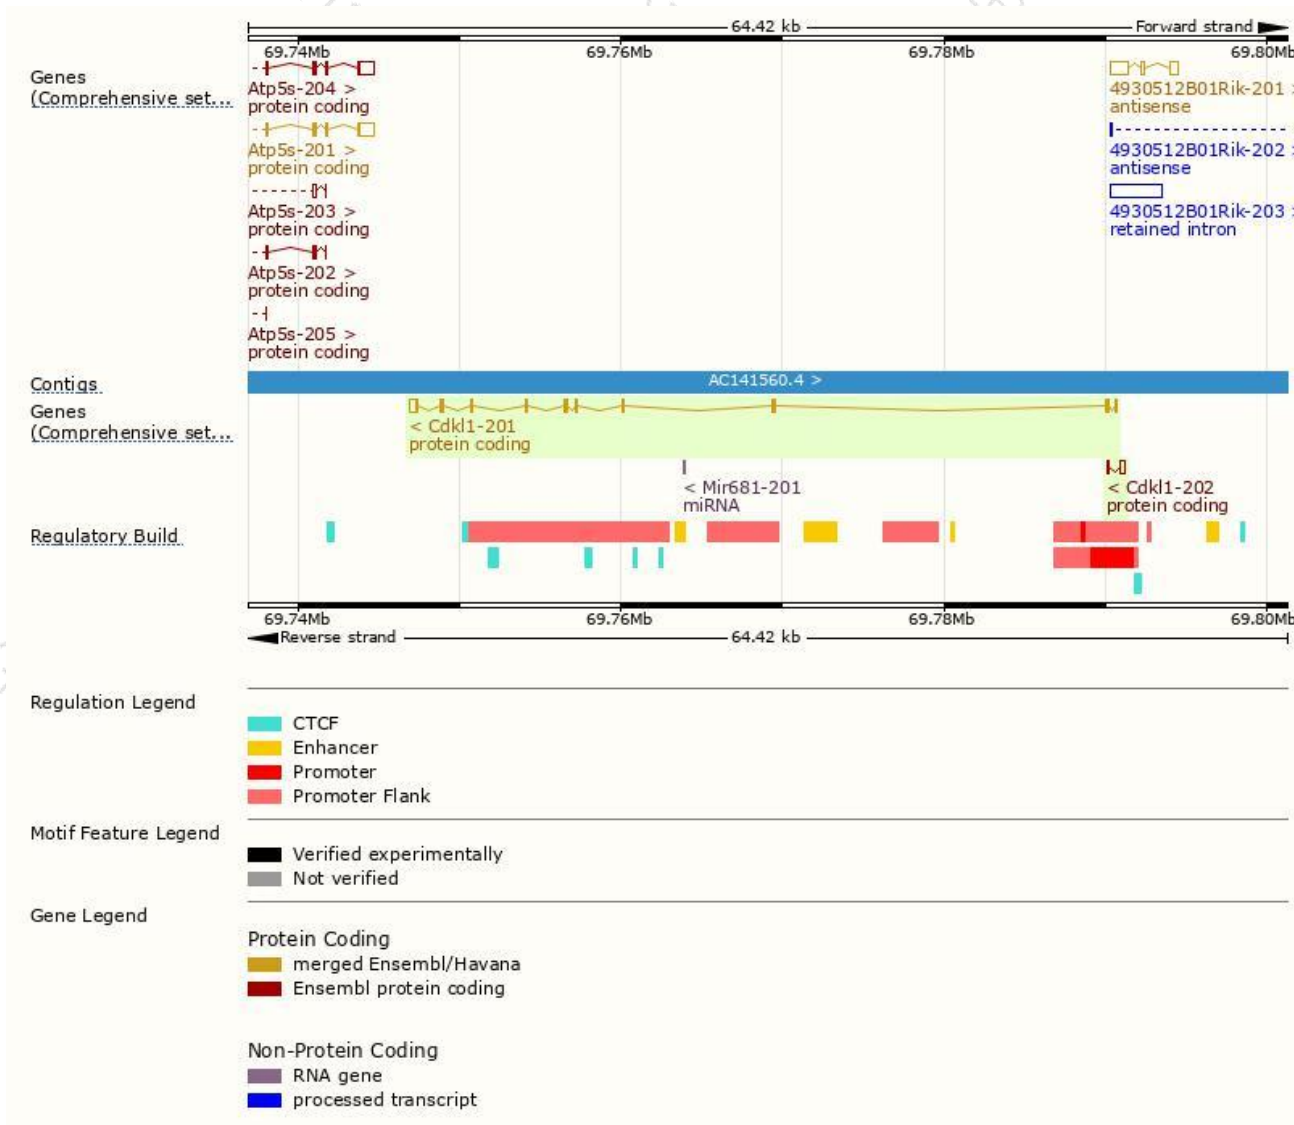 64.42 kb
Forward strand
69.74Mb 69.76Mb 69.78Mb 69.80Mb
Genes
(Comprehensive set...
Atp5s-204 >
protein coding
4930512B01Rik-201 >
antisense
Atp5s-201 >
protein coding
4930512B01Rik-202 >
antisense
Atp5s-203 >
protein coding
4930512B01Rik-203 >
retained intron
Atp5s-202 >
protein coding
Atp5s-205 >
protein coding
Contigs
AC141560.4 >
Genes
(Comprehensive set...
< Cdkl1-201
protein coding
< Mir681-201
miRNA
< Cdkl1-202
protein coding
Regulatory Build
69.74Mb 69.76Mb 69.78Mb 69.80Mb
Reverse strand
64.42 kb
Regulation Legend
CTCF
Enhancer
Promoter
Promoter Flank
Motif Feature Legend
Verified experimentally
Not verified
Gene Legend
Protein Coding
merged Ensembl/Havana
Ensembl protein coding
Non-Protein Coding
RNA gene
processed transcript